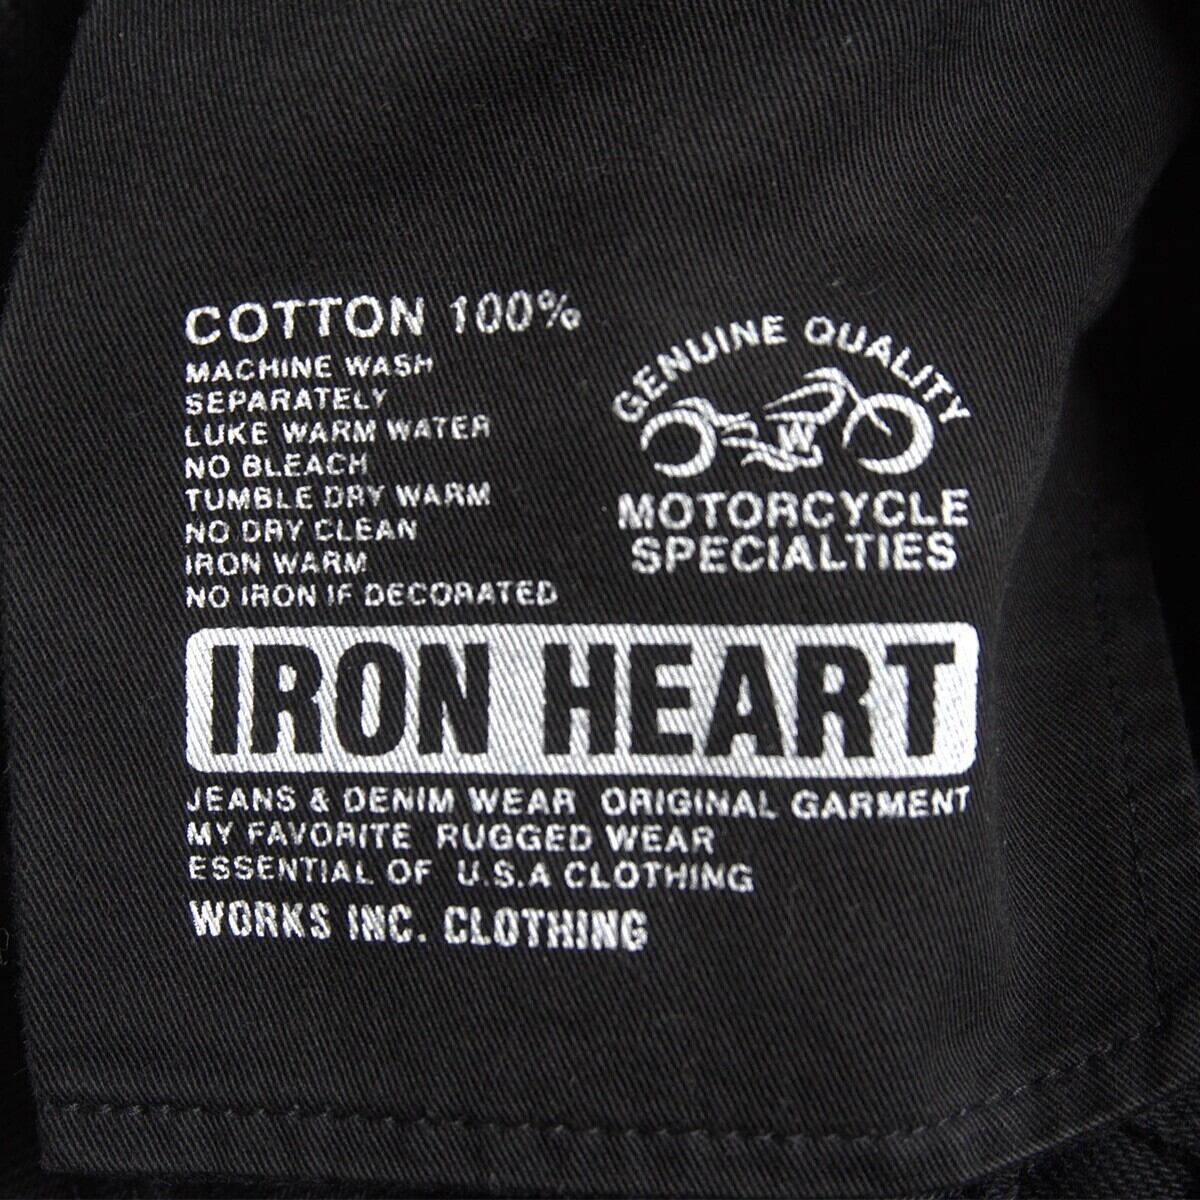 COTTON 100%
MACHINE WASH
SEPARATELY
LUKE WARM WATER
NO BLEACH
TUMBLE DRY WARM
NO DRY CLEAN
IRON WARM
NO IRON IF DECORATED
GENUINE QUALITY
W
MOTORCYCLE
SPECIALTIES
IRON HEART
JEANS & DENIM WEAR ORIGINAL GARMENT
MY FAVORITE RUGGED WEAR
ESSENTIAL OF U.S.A CLOTHING
WORKS INC. CLOTHING